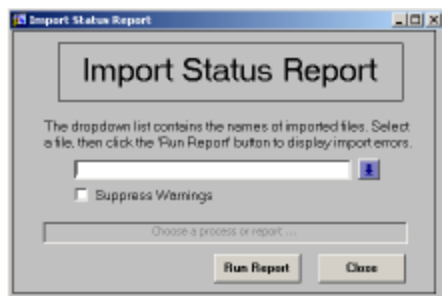 Import Status Report
Import Status Report
The dropdown list contains the names of imported files. Select
a file, then click the 'Run Report' button to display import errors.
Suppress Warnings
Choose a process or report ...
Run Report
Close